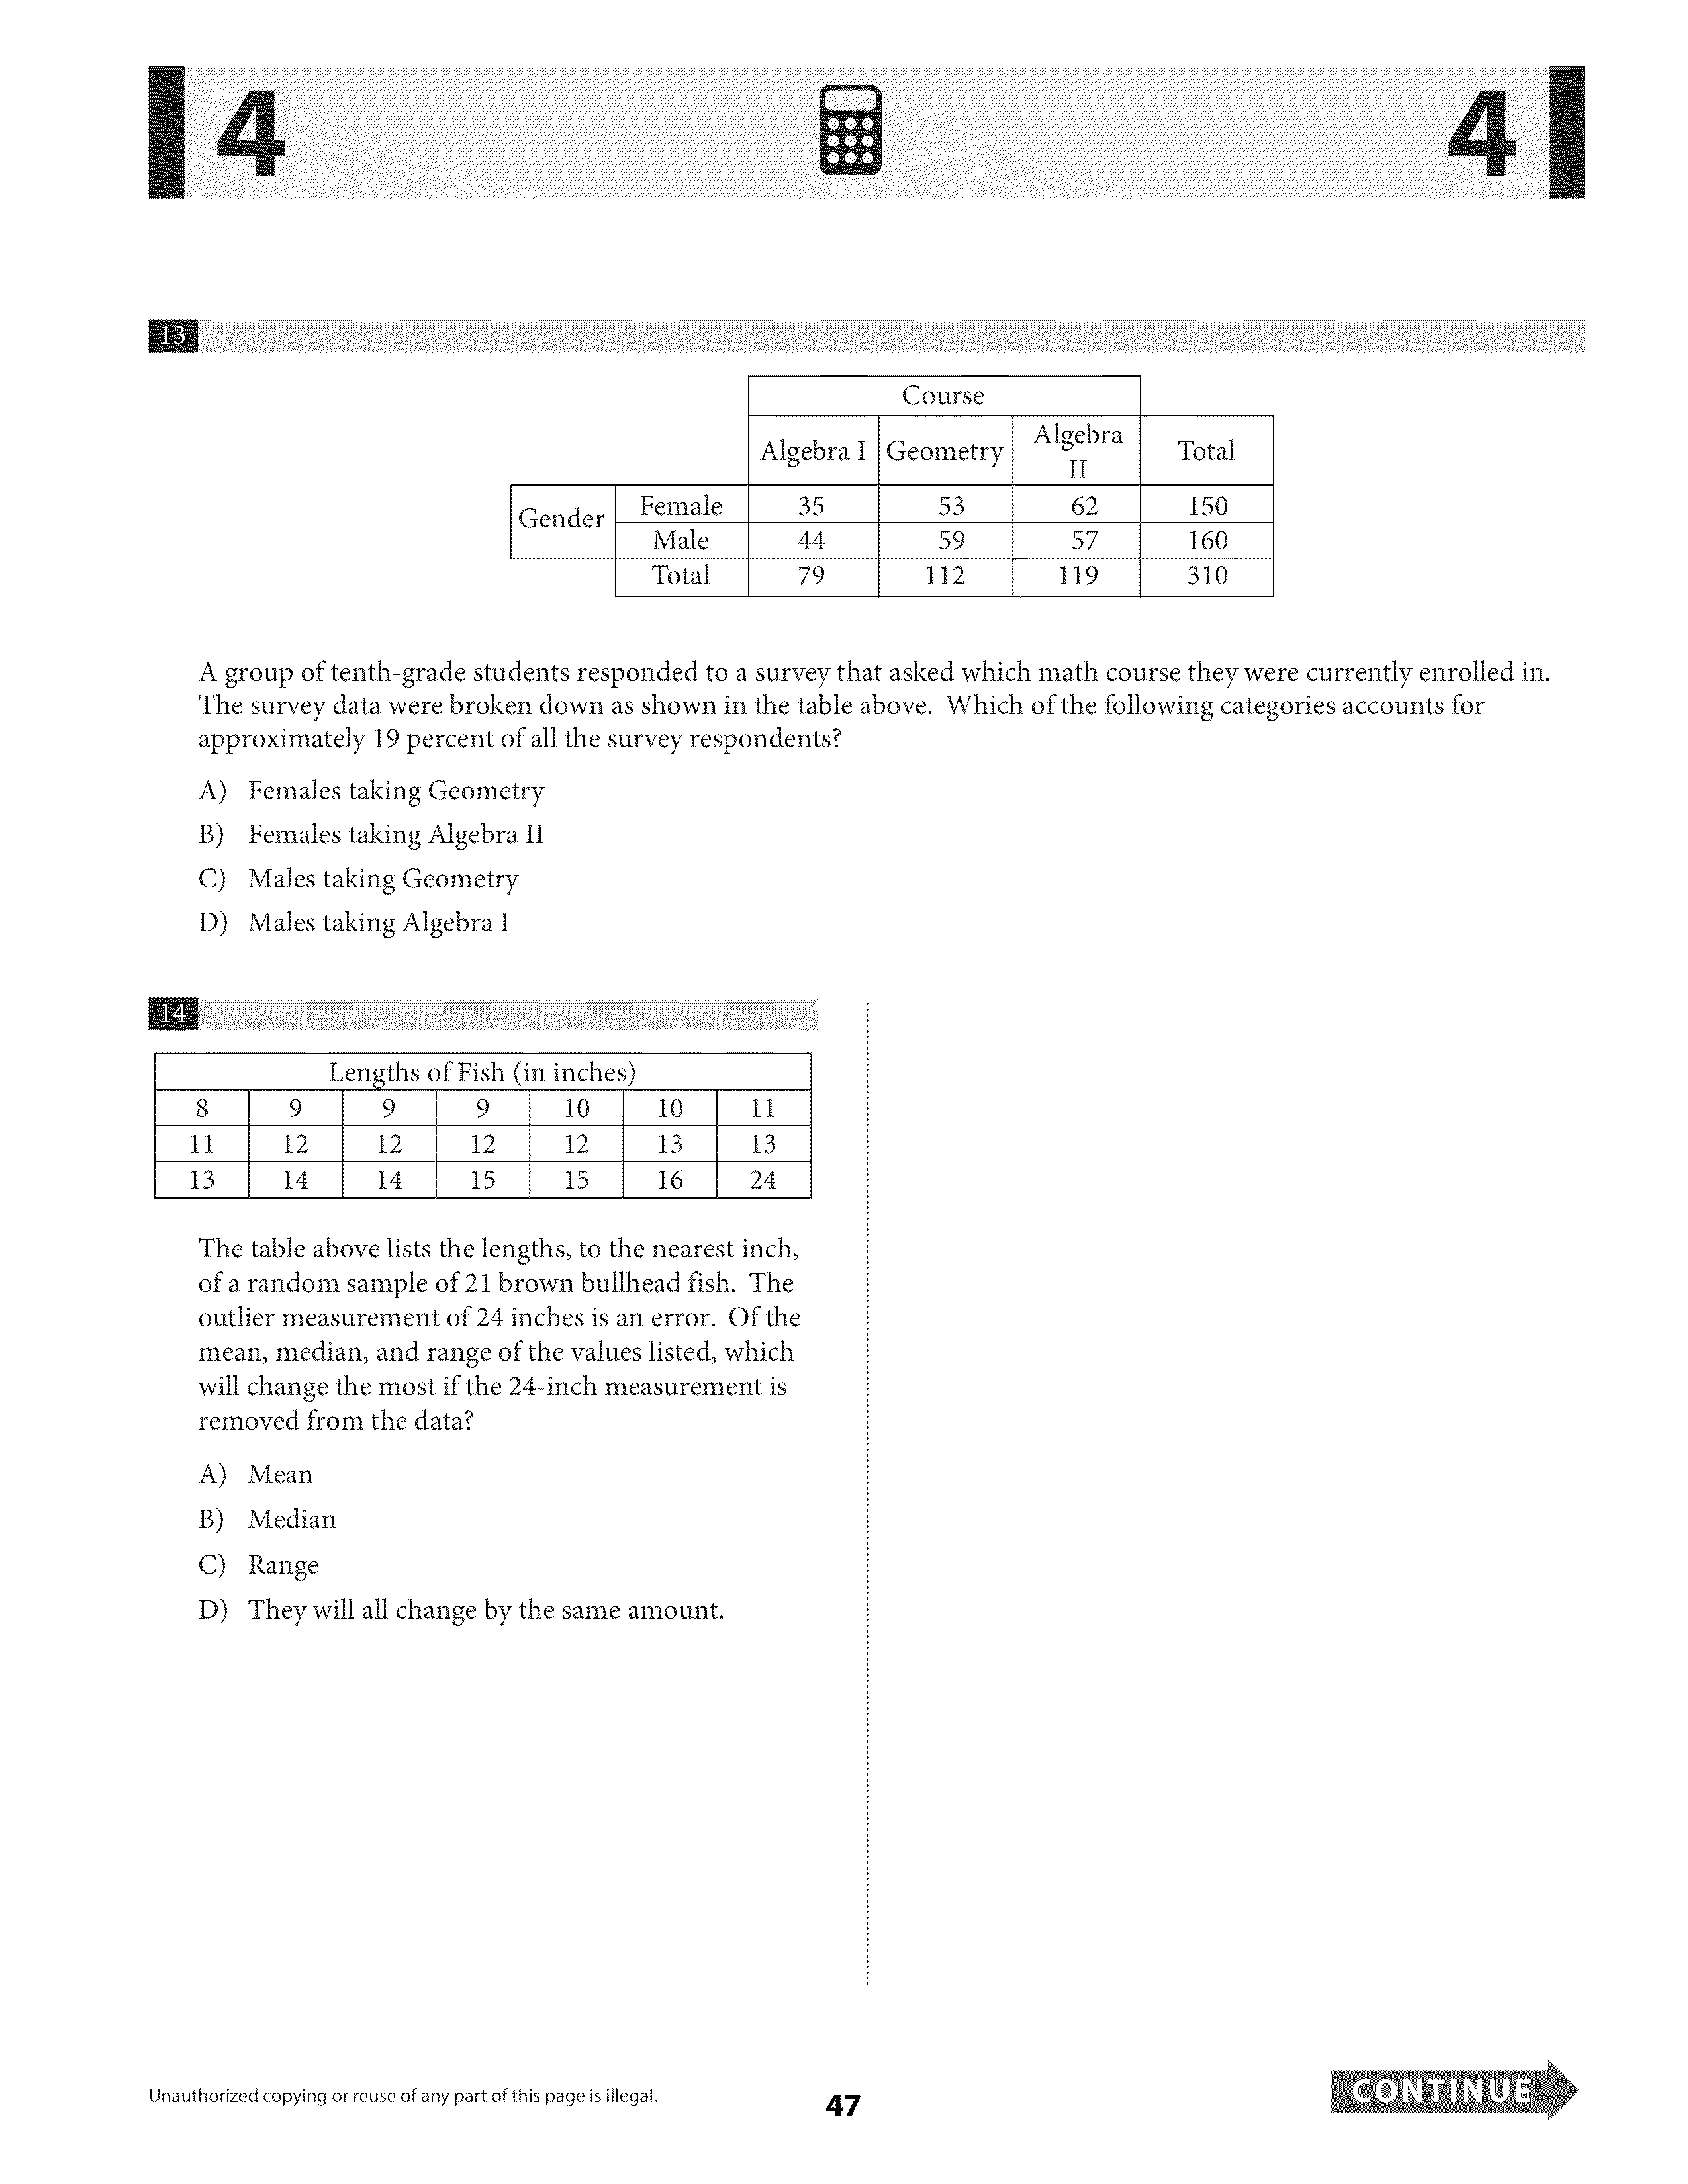 4 4
13
Course
Algebra I Geometry Algebra II Total
Gender Female 35 53 62 150
Male 44 59 57 160
Total 79 112 119 310
A group of tenth-grade students responded to a survey that asked which math course they were currently enrolled in.
The survey data were broken down as shown in the table above. Which of the following categories accounts for
approximately 19 percent of all the survey respondents?
A) Females taking Geometry
B) Females taking Algebra II
C) Males taking Geometry
D) Males taking Algebra I
14
Lengths of Fish (in inches)
8 9 9 9 10 10 11
11 12 12 12 12 13 13
13 14 14 15 15 16 24
The table above lists the lengths, to the nearest inch,
of a random sample of 21 brown bullhead fish. The
outlier measurement of 24 inches is an error. Of the
mean, median, and range of the values listed, which
will change the most if the 24-inch measurement is
removed from the data?
A) Mean
B) Median
C) Range
D) They will all change by the same amount.
Unauthorized copying or reuse of any part of this page is illegal.
47
CONTINUE